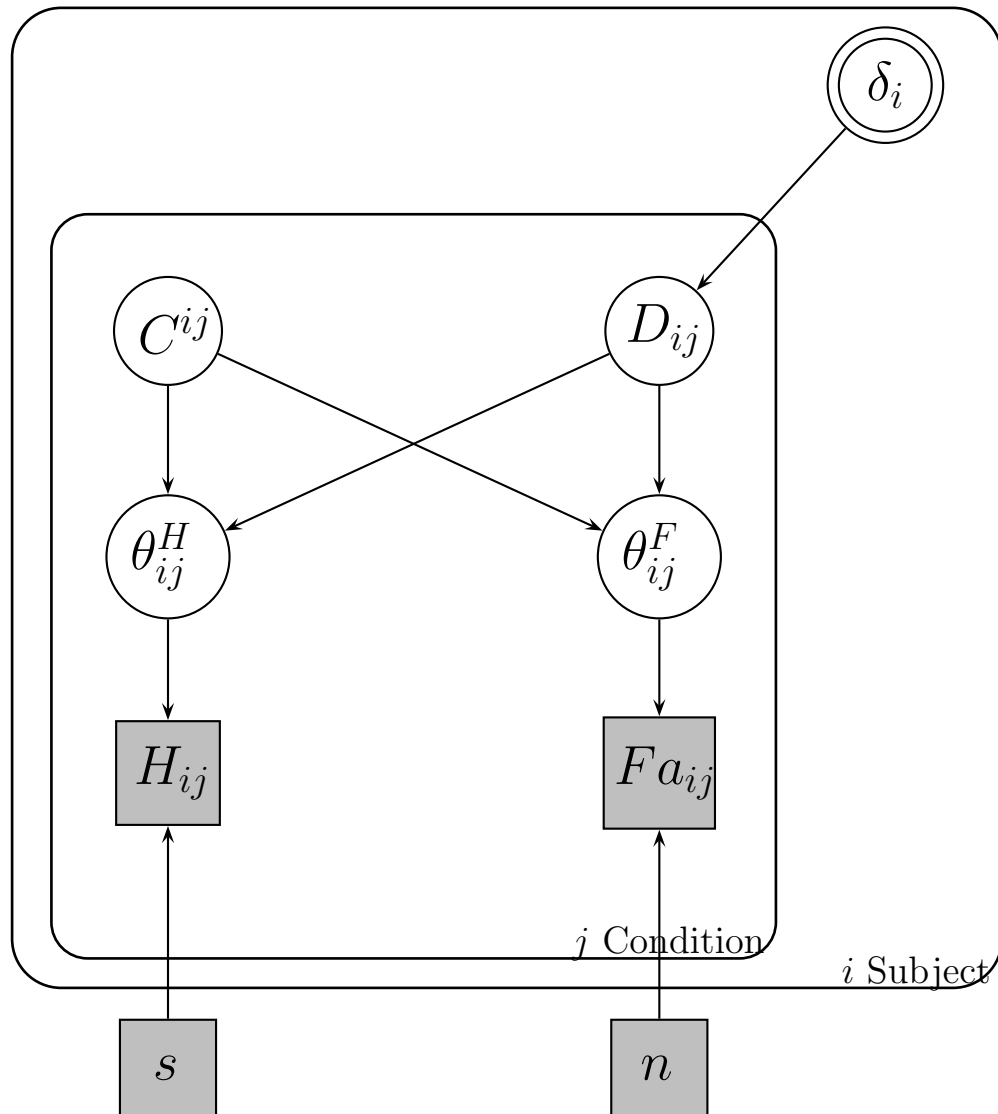 δ_i
C^{ij}
D_{ij}
θ^H_{ij}
θ^F_{ij}
H_{ij}
Fa_{ij}
j Condition
i Subject
s
n